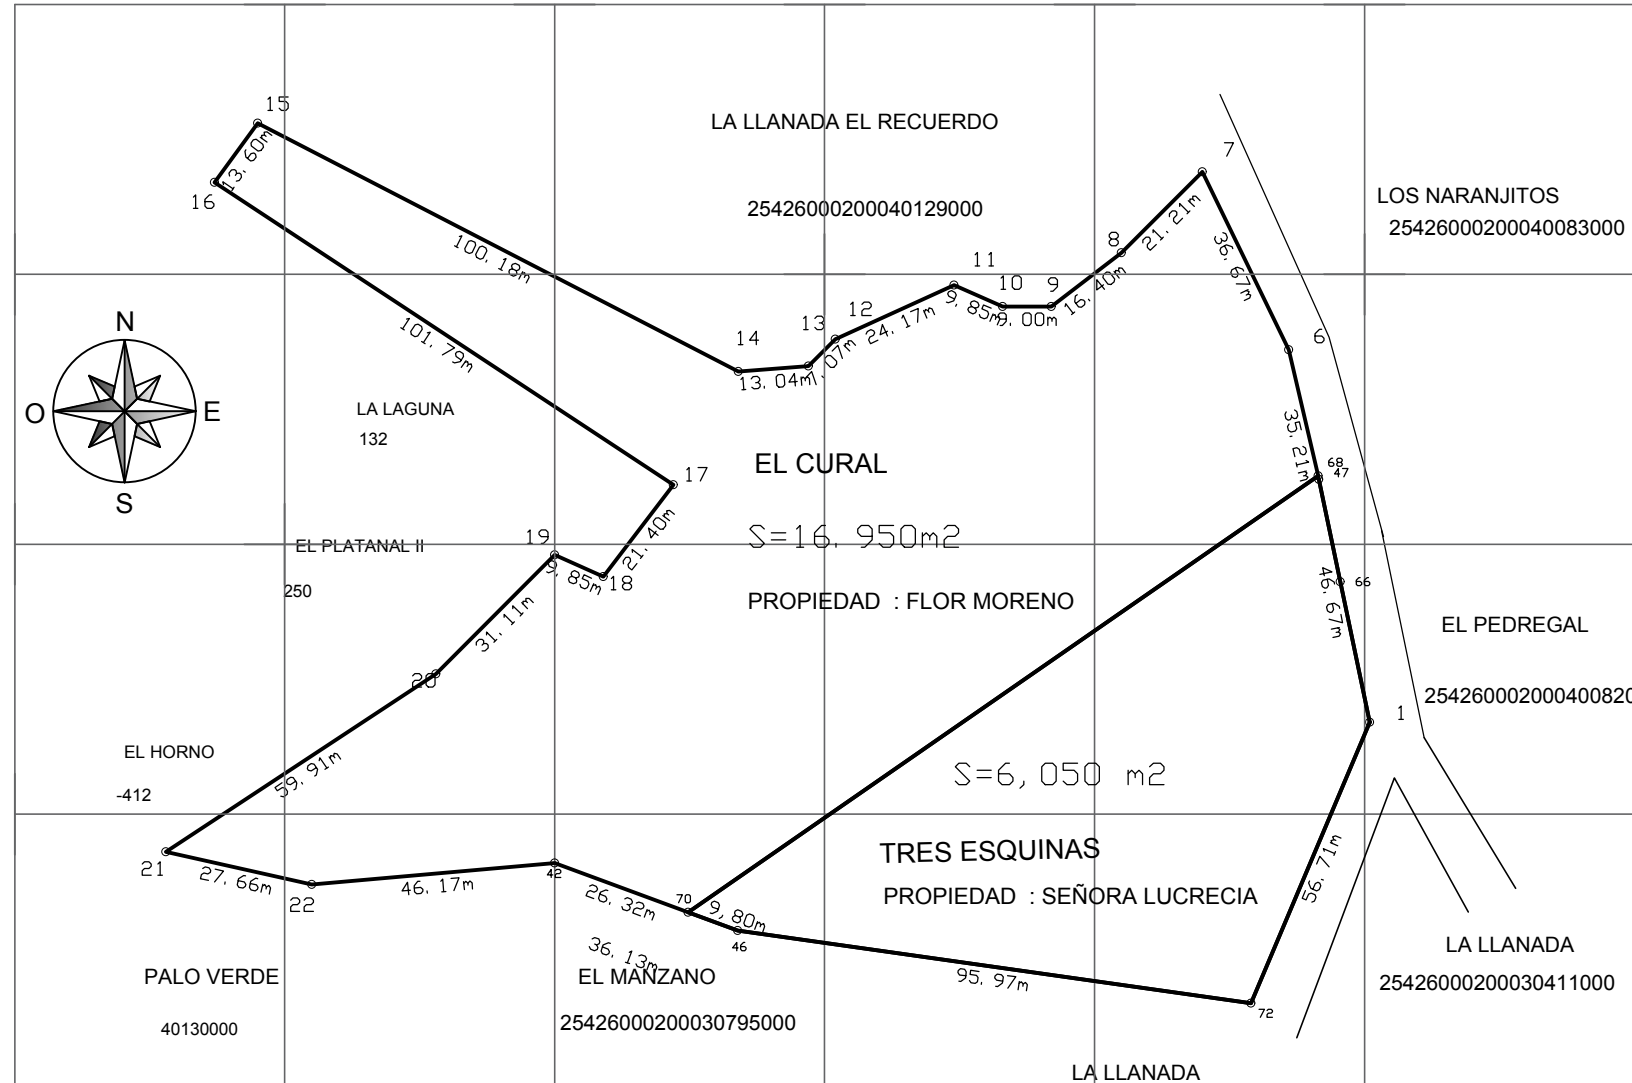 15
LA LLANADA EL RECUERDO
7
13,60m
16
LOS NARANJITOS
25426000200040129000
25426000200040083000
21,21m
36,67m
8
100,18m
11
10
9
9,85m
9,00m
16,40m
N
101,79m
14
13
12
24,17m
6
13,04m
7,07m
O
E
LA LAGUNA
132
35,21m
EL CURAL
68
47
17
S
19
EL PLATANAL II
S=16,950m2
21,40m
9,85m
18
46,67m
66
250
PROPIEDAD : FLOR MORENO
31,11m
EL PEDREGAL
20
254260002000400820
1
EL HORNO
59,91m
S=6,050 m2
-412
TRES ESQUINAS
56,71m
21
27,66m
46,17m
42
22
26,32m
70
9,80m
PROPIEDAD : SEÑORA LUCRECIA
46
36,13m
LA LLANADA
PALO VERDE
EL MANZANO
95,97m
25426000200030411000
40130000
25426000200030795000
72
LA LLANADA